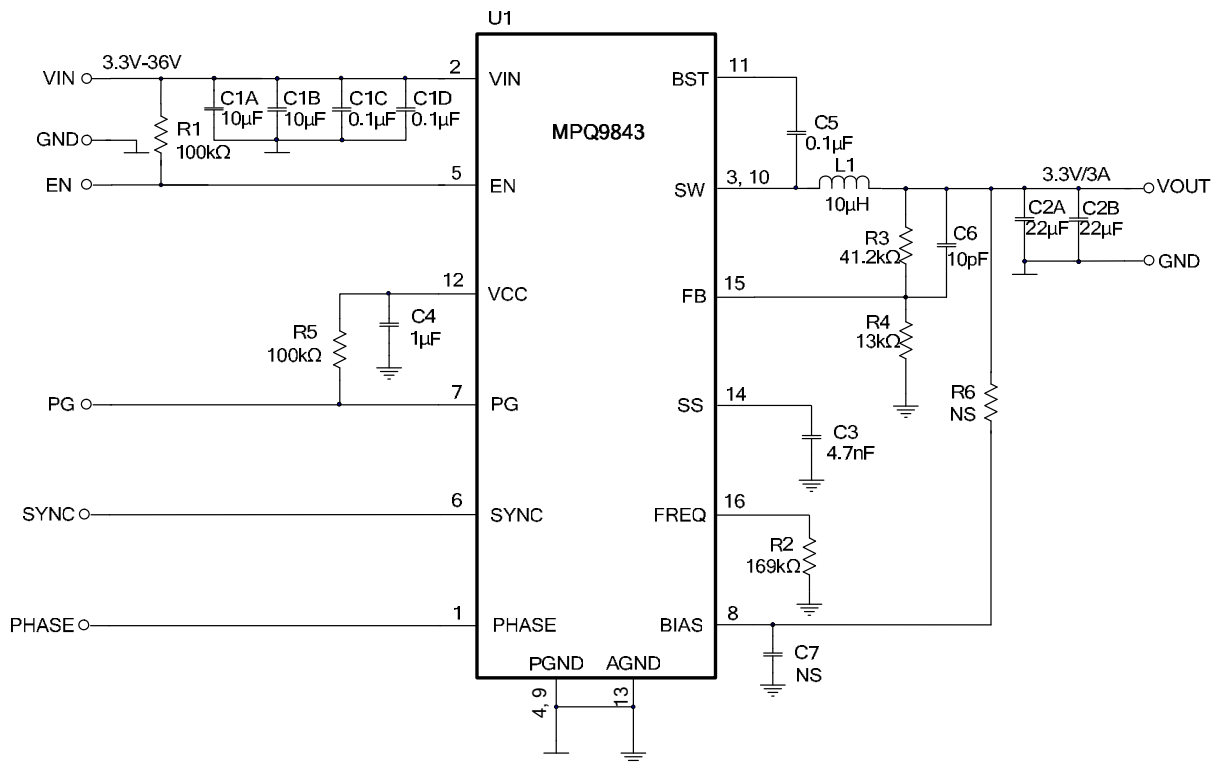 U1
3.3V-36V
VIN
2
VIN
C1A
10µF
C1B
10µF
C1C
0.1µF
C1D
0.1µF
GND
R1
100kΩ
EN
5
EN
12
VCC
R5
100kΩ
C4
1µF
PG
7
PG
SYNC
6
SYNC
PHASE
1
PHASE
MPQ9843
PGND
AGND
4, 9
13
BST
11
C5
0.1µF
SW
3, 10
L1
10µH
3.3V/3A
VOUT
R3
41.2kΩ
C6
10pF
C2A
22µF
C2B
22µF
GND
FB
15
R4
13kΩ
SS
14
C3
4.7nF
R6
NS
FREQ
16
R2
169kΩ
BIAS
8
C7
NS